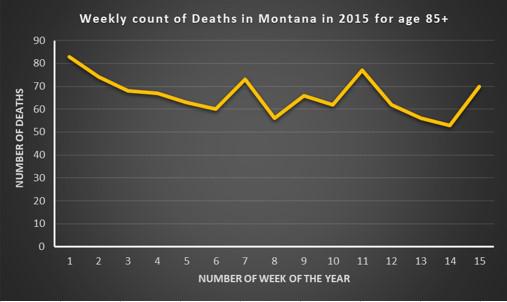 Weekly count of Deaths in Montana in 2015 for age 85+
90
80
70
60
50
40
30
20
10
0
NUMBER OF DEATHS
1 2 3 4 5 6 7 8 9 10 11 12 13 14 15
NUMBER OF WEEK OF THE YEAR